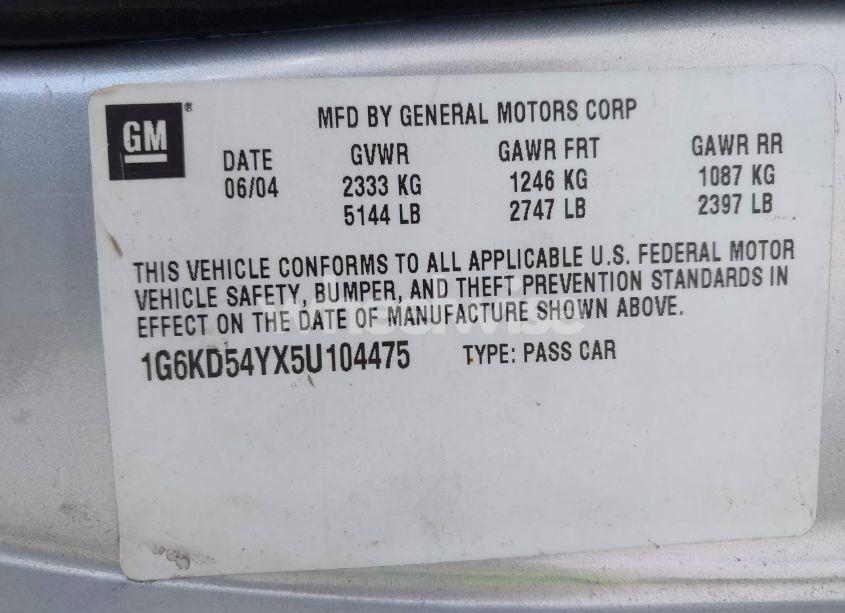 GM®
MFD BY GENERAL MOTORS CORP
DATE GVWR GAWR FRT GAWR RR
06/04 2333 KG 1246 KG 1087 KG
5144 LB 2747 LB 2397 LB
THIS VEHICLE CONFORMS TO ALL APPLICABLE U.S. FEDERAL MOTOR
VEHICLE SAFETY, BUMPER, AND THEFT PREVENTION STANDARDS IN
EFFECT ON THE DATE OF MANUFACTURE SHOWN ABOVE.
1G6KD54YX5U104475 TYPE: PASS CAR